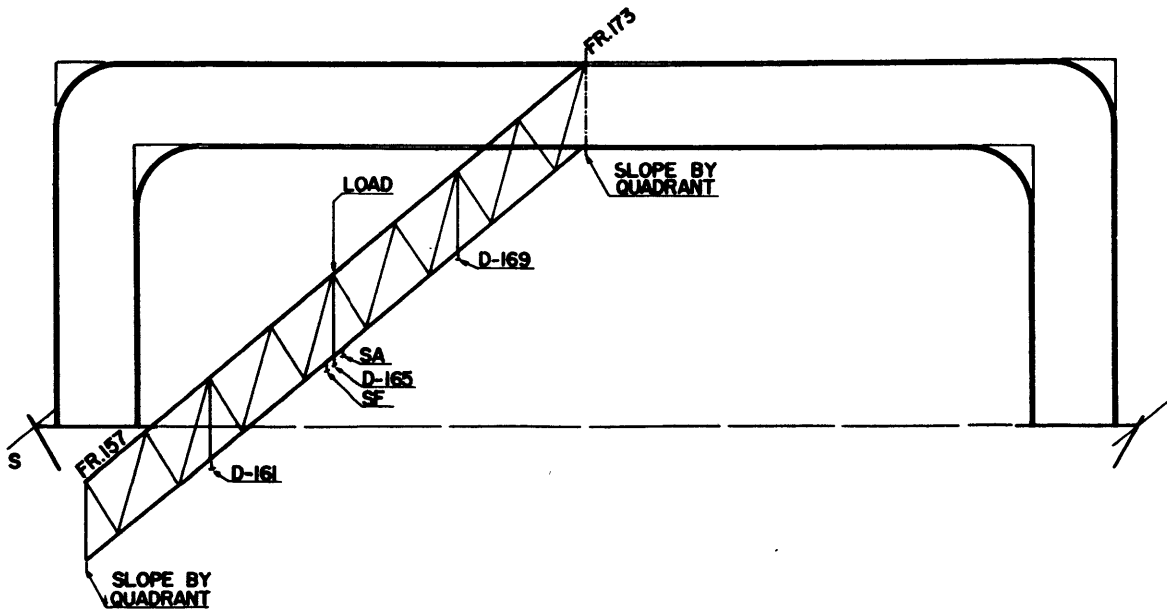 FR.173
SLOPE BY
QUADRANT
LOAD
D-169
SA
D-165
SF
FR.157
S
D-161
SLOPE BY
QUADRANT